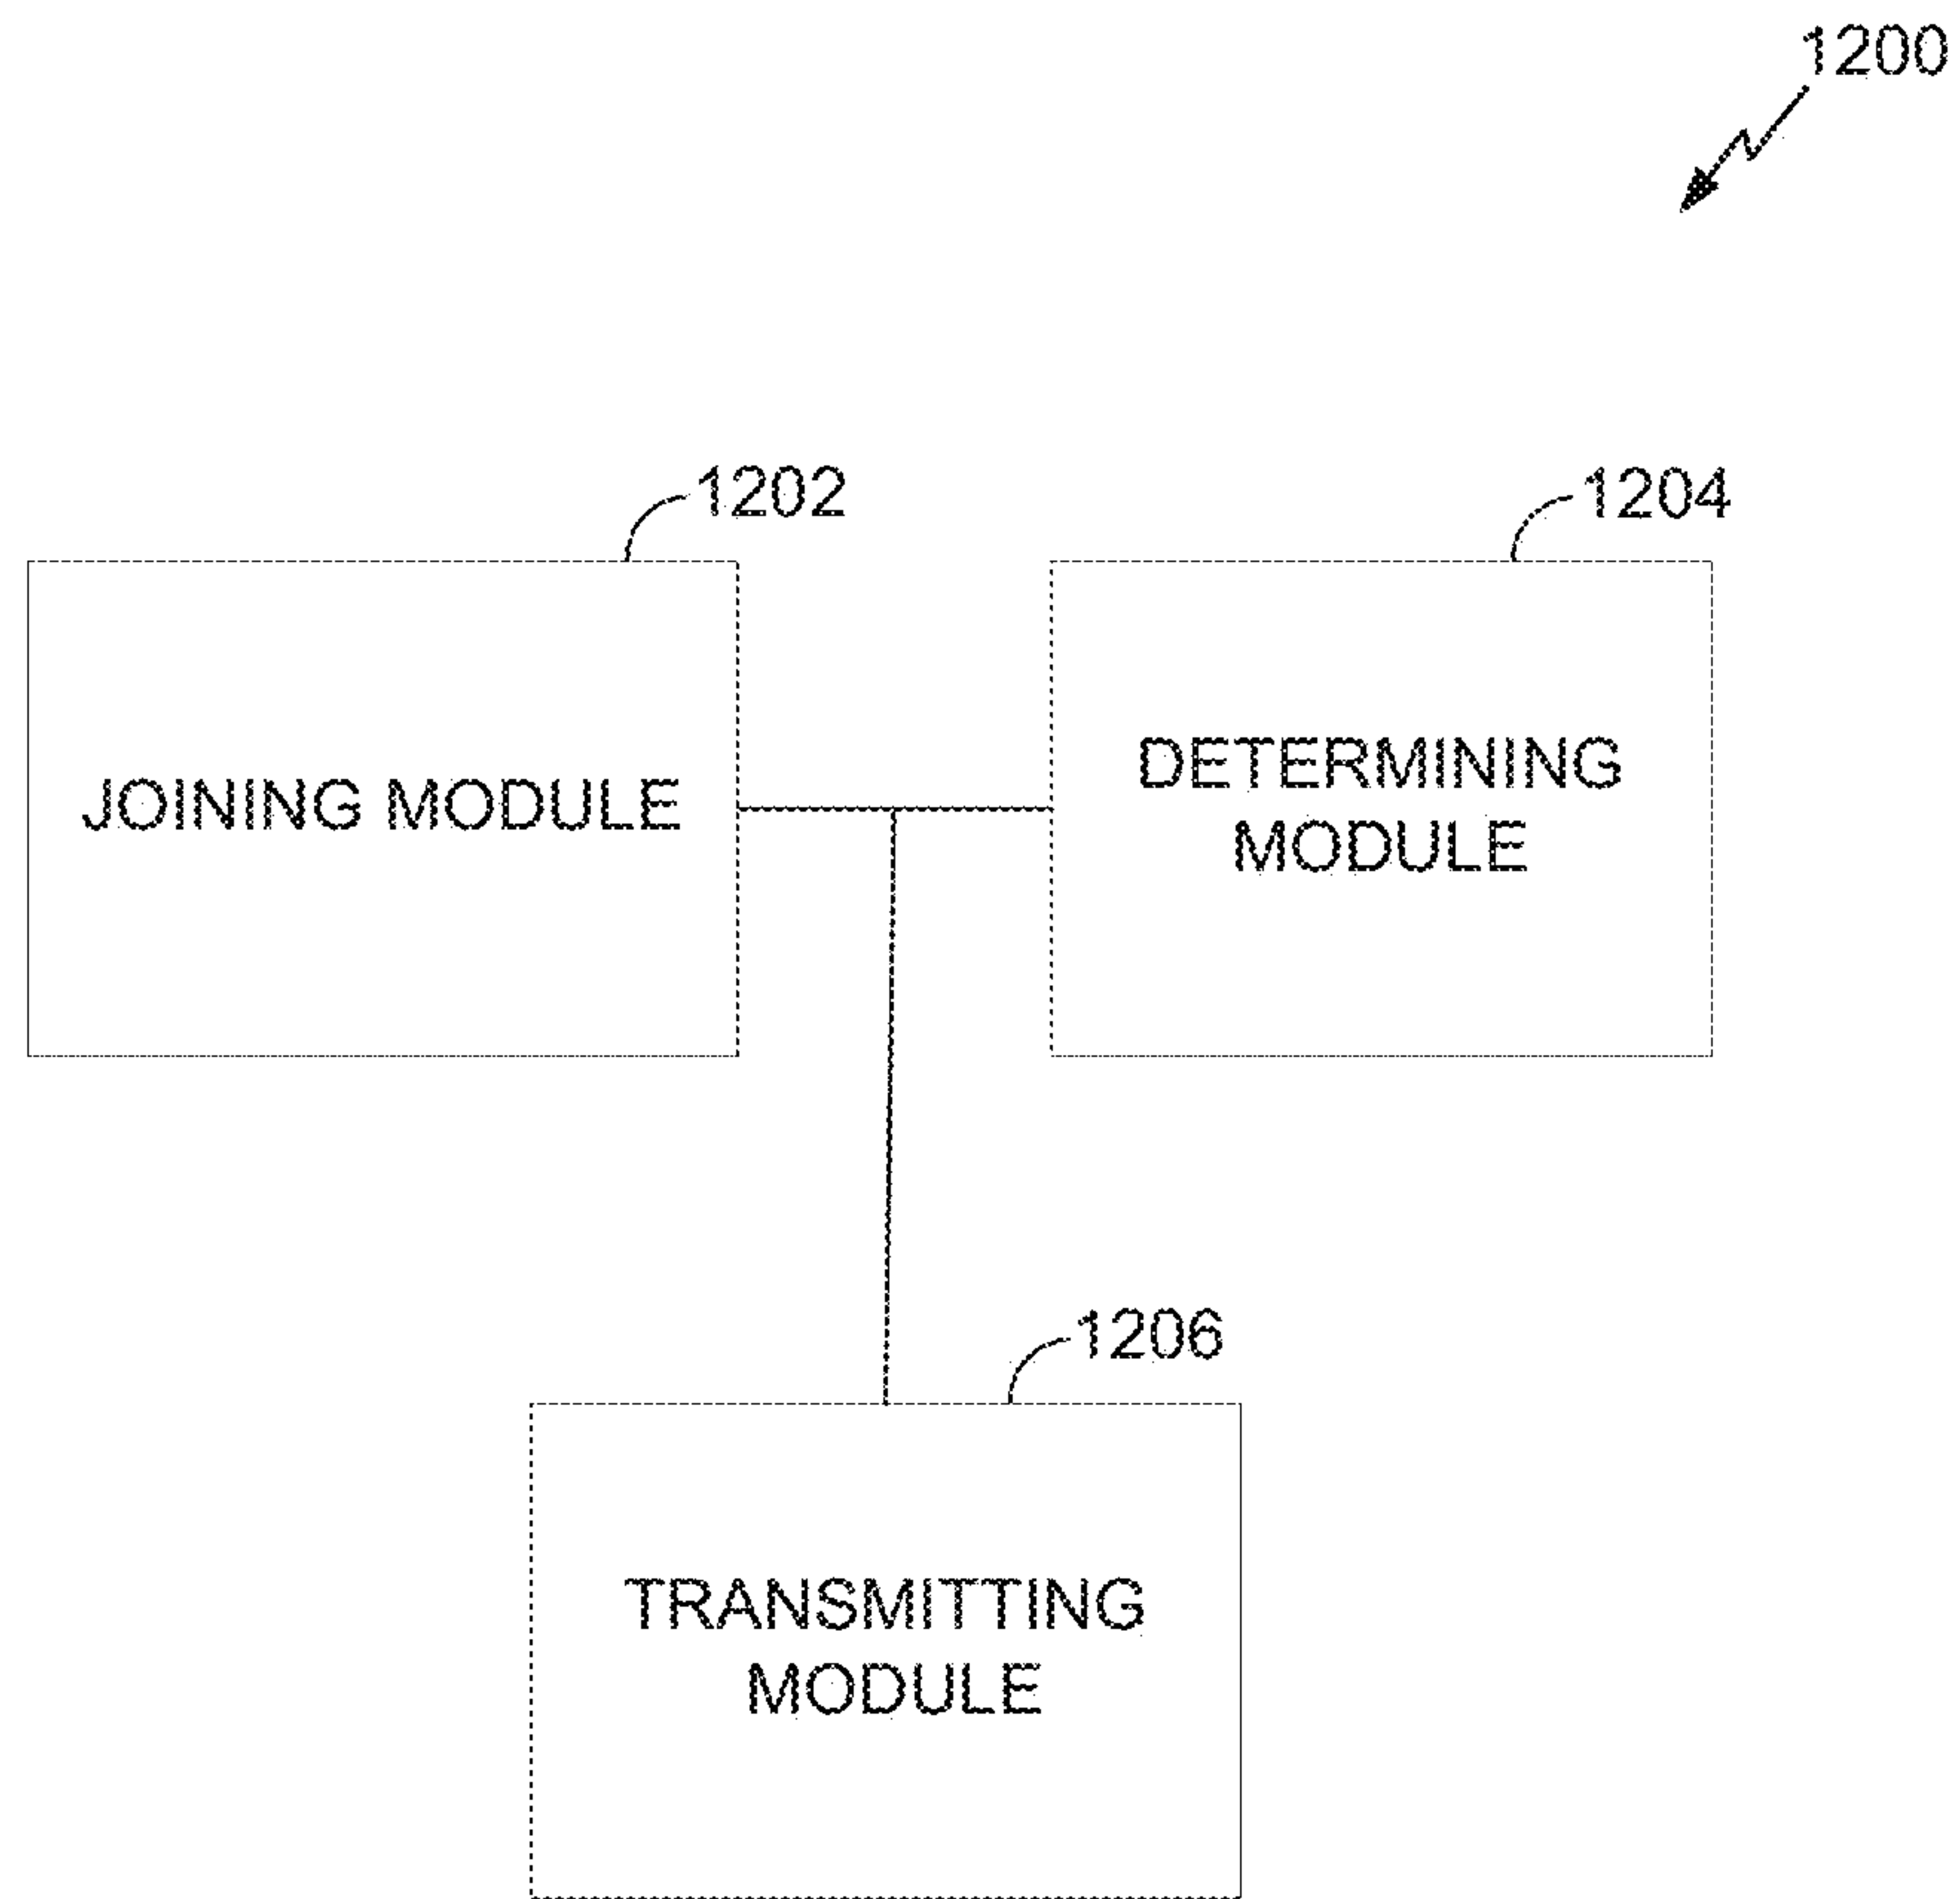 1200
1202
1204
JOINING MODULE
DETERMINING
MODULE
1206
TRANSMITTING
MODULE